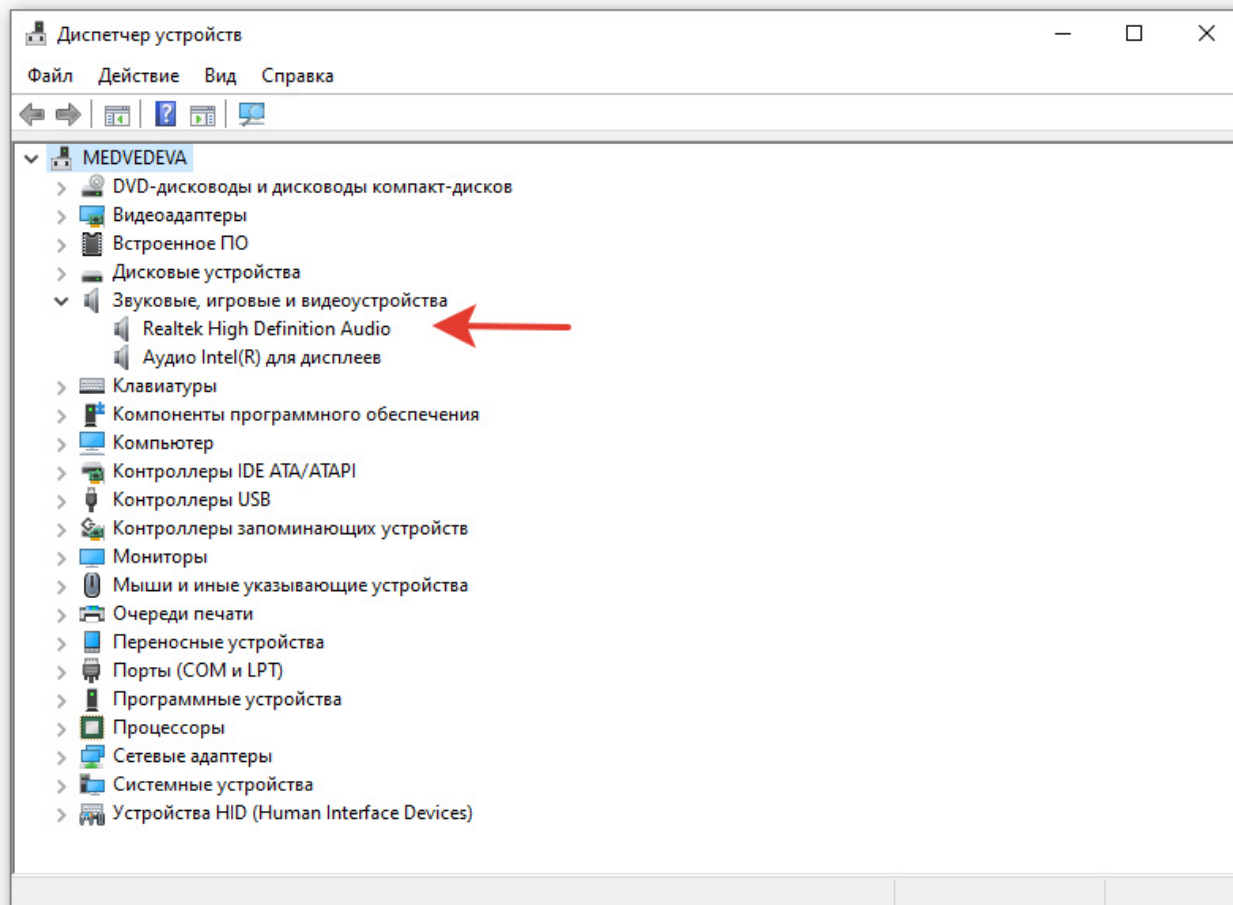 Диспетчер устройств
Файл Действие Вид Справка
MEDVEDEVA
DVD-дисководы и дисководы компакт-дисков
Видеоадаптеры
Встроенное ПО
Дисковые устройства
Звуковые, игровые и видеоустройства
Realtek High Definition Audio
Аудио Intel(R) для дисплеев
Клавиатуры
Компоненты программного обеспечения
Компьютер
Контроллеры IDE ATA/ATAPI
Контроллеры USB
Контроллеры запоминающих устройств
Мониторы
Мыши и иные указывающие устройства
Очереди печати
Переносные устройства
Порты (COM и LPT)
Программные устройства
Процессоры
Сетевые адаптеры
Системные устройства
Устройства HID (Human Interface Devices)